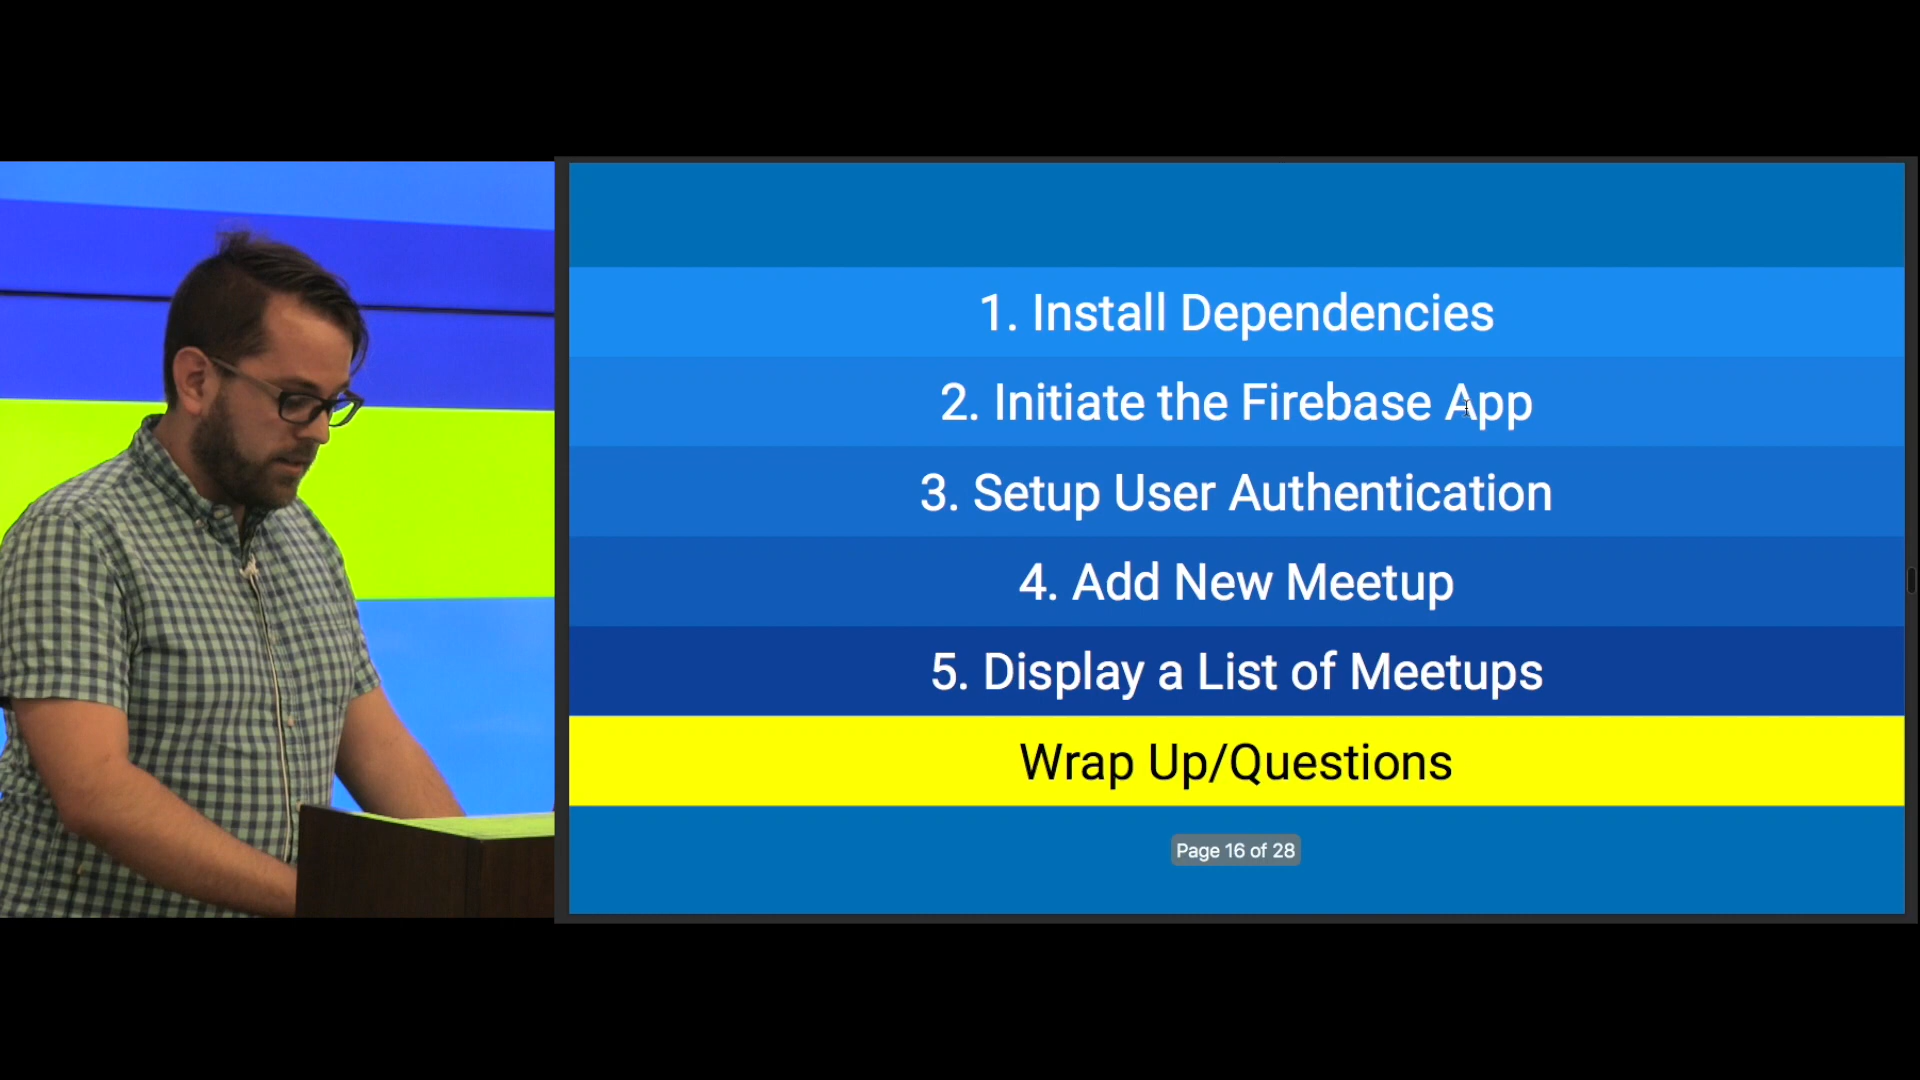 1. Install Dependencies
2. Initiate the Firebase App
3. Setup User Authentication
4. Add New Meetup
5. Display a List of Meetups
Wrap Up/Questions
Page 16 of 28